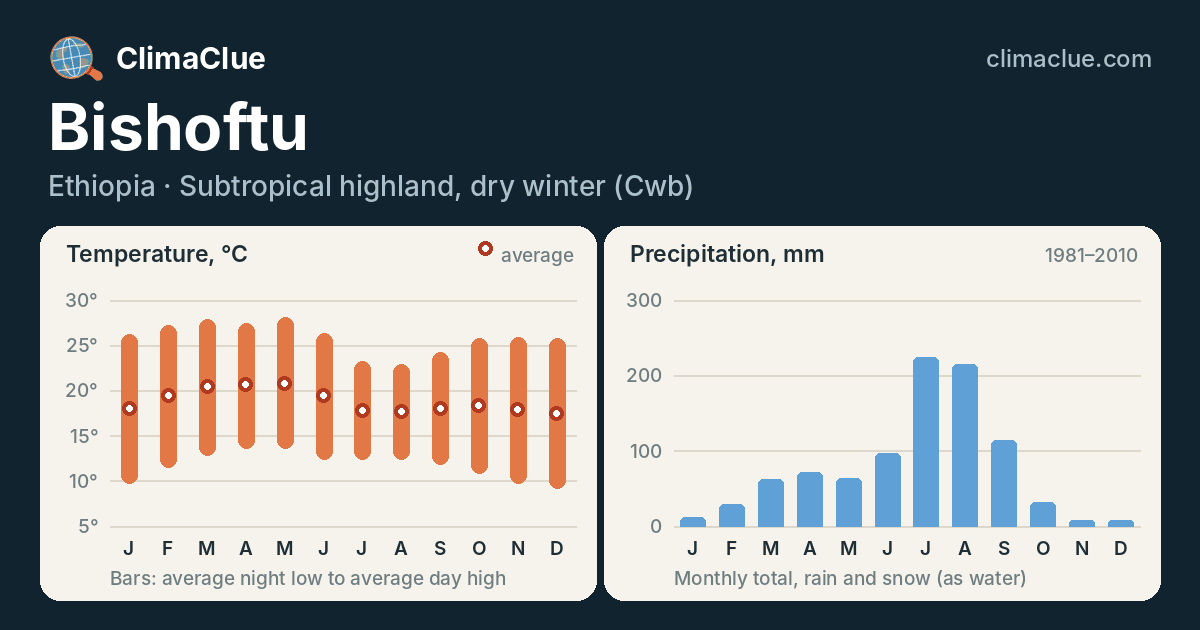 ClimaClue
climaclue.com
Bishoftu
Ethiopia · Subtropical highland, dry winter (Cwb)
Temperature, °C
average
30°
25°
20°
15°
10°
5°
J F M A M J J A S O N D
Bars: average night low to average day high
Precipitation, mm
1981–2010
300
200
100
0
J F M A M J J A S O N D
Monthly total, rain and snow (as water)